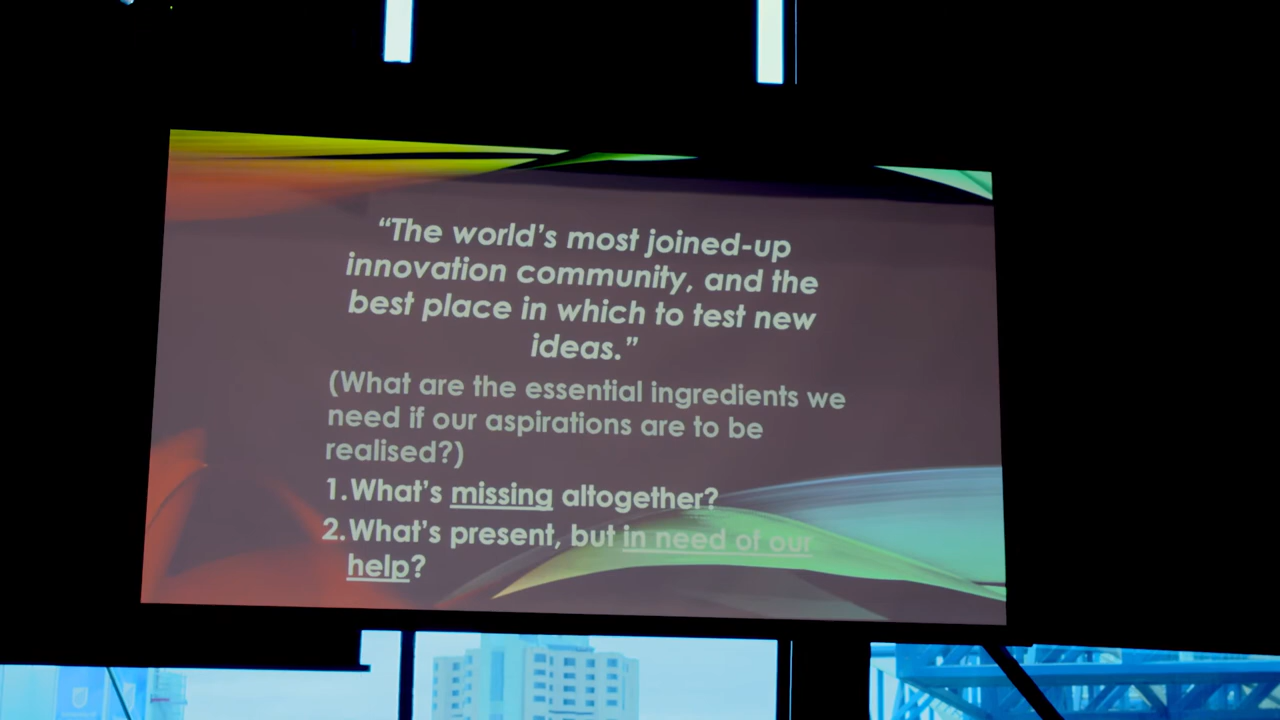 “The world’s most joined-up
innovation community, and the
best place in which to test new
ideas.”
(What are the essential ingredients we
need if our aspirations are to be
realised?)
1.What’s missing altogether?
2.What’s present, but in need of our
help?